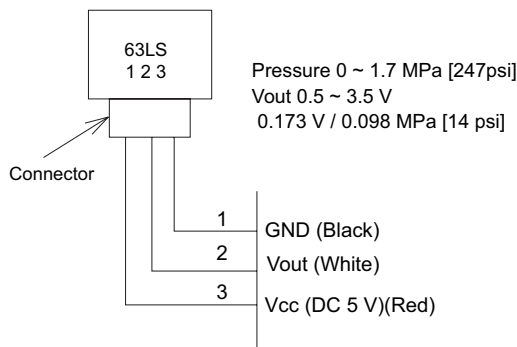 63LS
1 2 3
Pressure 0 ~ 1.7 MPa [247psi]
Vout 0.5 ~ 3.5 V
0.173 V / 0.098 MPa [14 psi]
Connector
1
GND (Black)
2
Vout (White)
3
Vcc (DC 5 V)(Red)